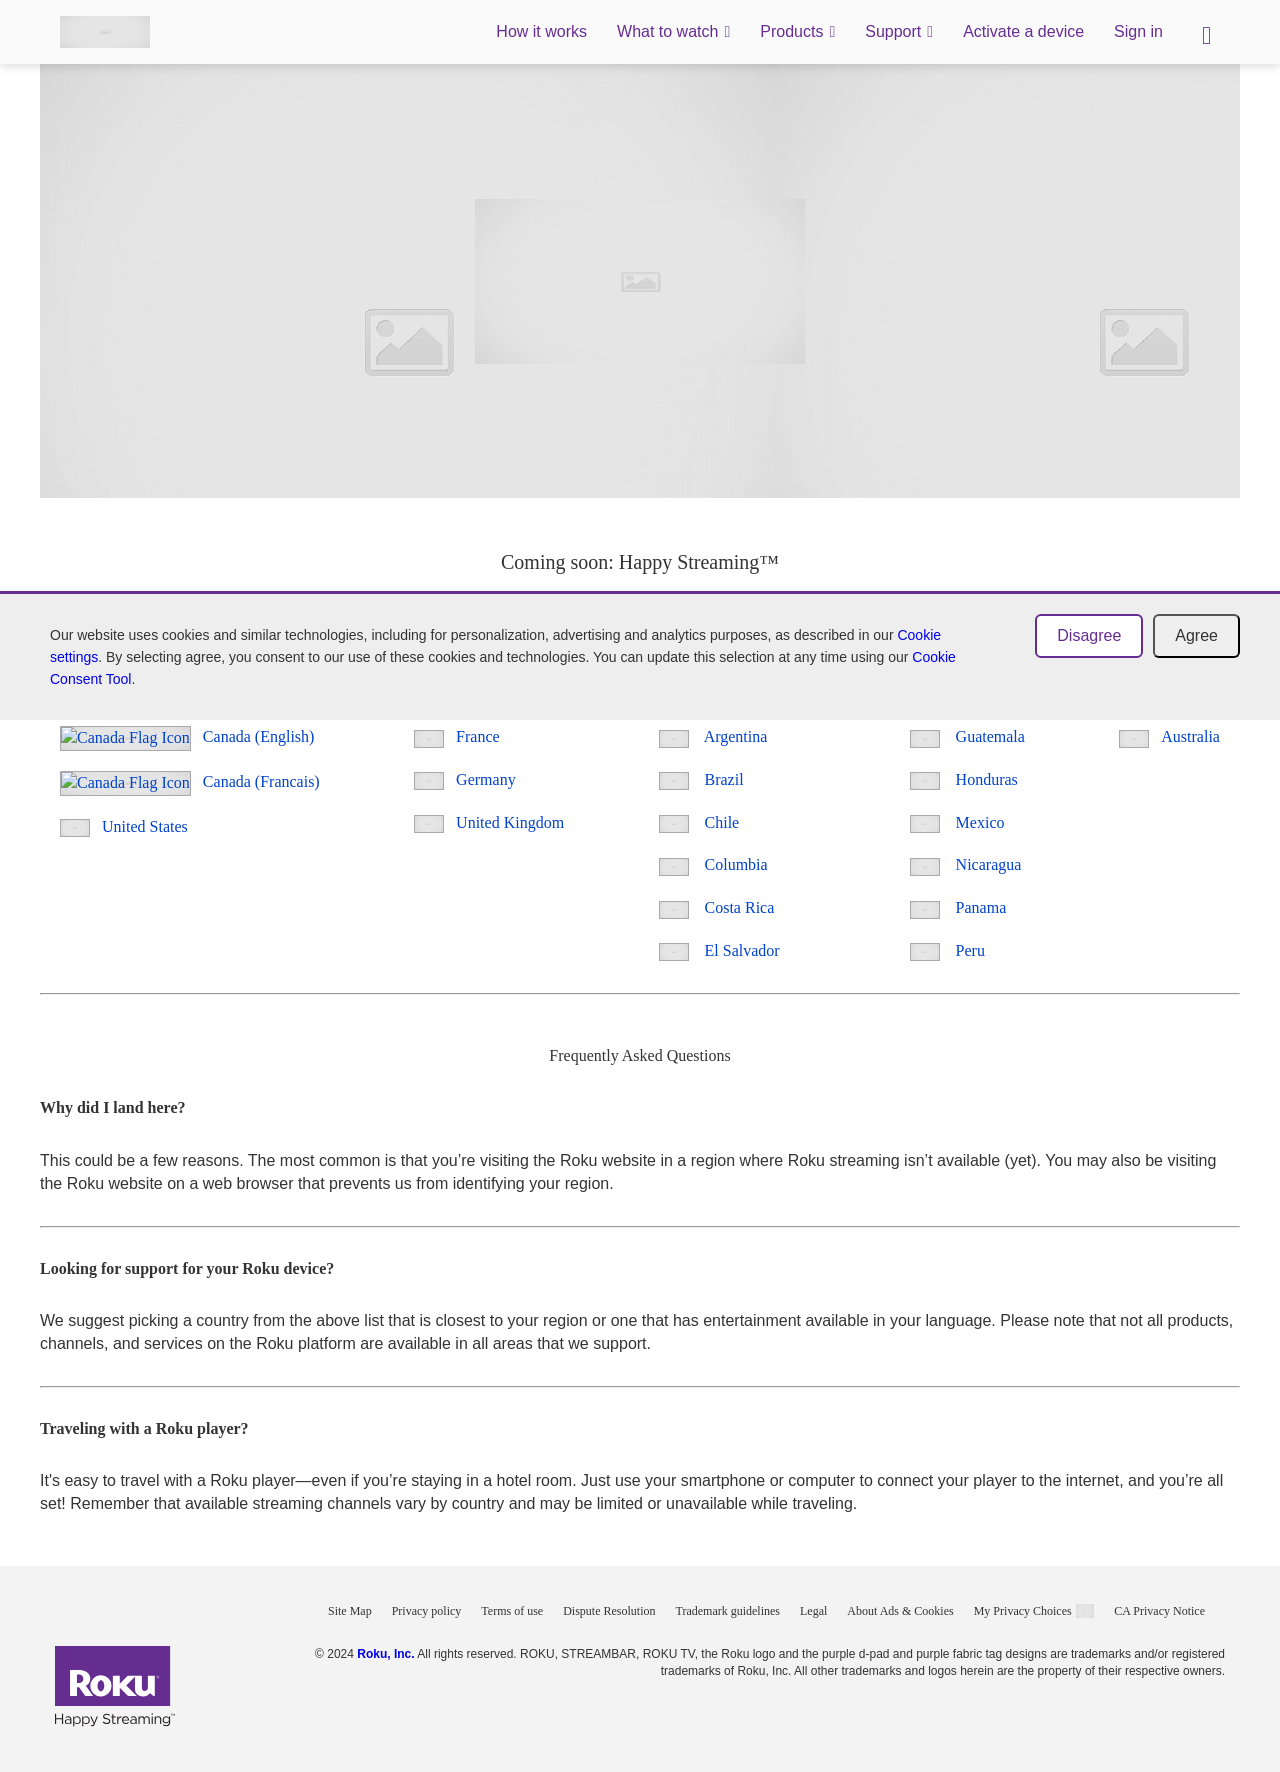 How it works
What to watch
Products
Support
Activate a device
Sign in
Coming soon: Happy Streaming™
Our website uses cookies and similar technologies, including for personalization, advertising and analytics purposes, as described in our Cookie
settings. By selecting agree, you consent to our use of these cookies and technologies. You can update this selection at any time using our Cookie
Consent Tool.
Disagree
Agree
Canada Flag Icon Canada (English)
Canada Flag Icon Canada (Francais)
United States
France
Germany
United Kingdom
Argentina
Brazil
Chile
Columbia
Costa Rica
El Salvador
Guatemala
Honduras
Mexico
Nicaragua
Panama
Peru
Australia
Frequently Asked Questions
Why did I land here?
This could be a few reasons. The most common is that you’re visiting the Roku website in a region where Roku streaming isn’t available (yet). You may also be visiting
the Roku website on a web browser that prevents us from identifying your region.
Looking for support for your Roku device?
We suggest picking a country from the above list that is closest to your region or one that has entertainment available in your language. Please note that not all products,
channels, and services on the Roku platform are available in all areas that we support.
Traveling with a Roku player?
It's easy to travel with a Roku player—even if you’re staying in a hotel room. Just use your smartphone or computer to connect your player to the internet, and you’re all
set! Remember that available streaming channels vary by country and may be limited or unavailable while traveling.
Site Map
Privacy policy
Terms of use
Dispute Resolution
Trademark guidelines
Legal
About Ads & Cookies
My Privacy Choices
CA Privacy Notice
© 2024 Roku, Inc. All rights reserved. ROKU, STREAMBAR, ROKU TV, the Roku logo and the purple d-pad and purple fabric tag designs are trademarks and/or registered
trademarks of Roku, Inc. All other trademarks and logos herein are the property of their respective owners.
Roku
Happy Streaming™